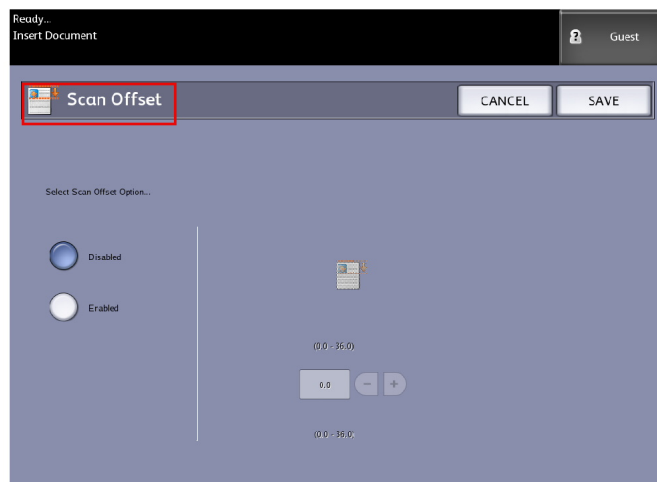 Ready...
Insert Document
Guest
Scan Offset
CANCEL
SAVE
Select Scan Offset Option...
Disabled
Enabled
(0.0 - 36.0)
0.0
- +
(0.0 - 36.0)